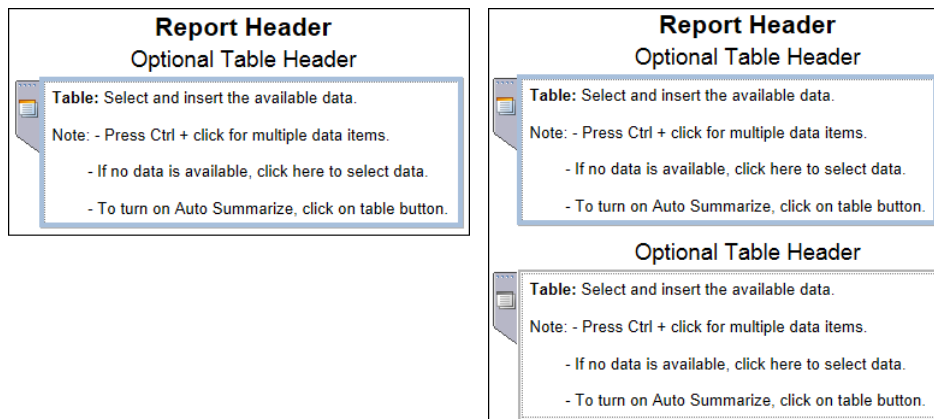 Report Header
Optional Table Header
Table: Select and insert the available data.
Note: - Press Ctrl + click for multiple data items.
- If no data is available, click here to select data.
- To turn on Auto Summarize, click on table button.
Report Header
Optional Table Header
Table: Select and insert the available data.
Note: - Press Ctrl + click for multiple data items.
- If no data is available, click here to select data.
- To turn on Auto Summarize, click on table button.
Optional Table Header
Table: Select and insert the available data.
Note: - Press Ctrl + click for multiple data items.
- If no data is available, click here to select data.
- To turn on Auto Summarize, click on table button.